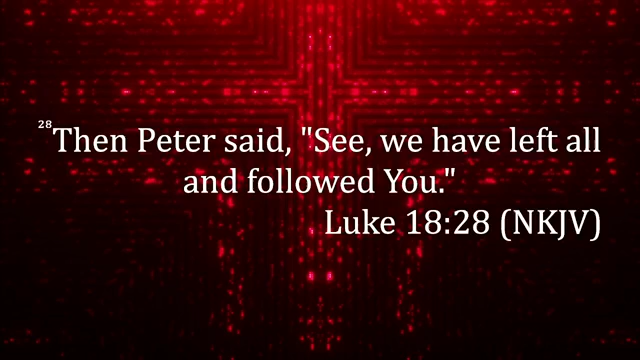 28Then Peter said, "See, we have left all
and followed You."
Luke 18:28 (NKJV)